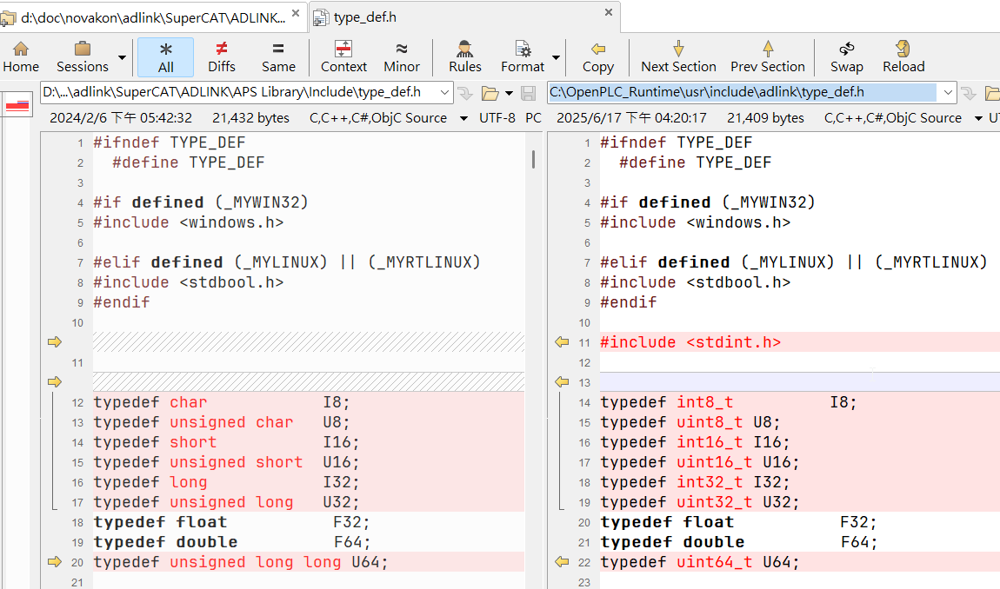 d:\doc\novakon\adlink\SuperCAT\ADLINK... type_def.h
Home Sessions All Diffs Same Context Minor Rules Format Copy Next Section Prev Section Swap Reload
D:\...\adlink\SuperCAT\ADLINK\APS Library\Include\type_def.h C:\OpenPLC_Runtime\usr\include\adlink\type_def.h
2024/2/6 下午 05:42:32 21,432 bytes C,C++,C#,ObjC Source UTF-8 PC 2025/6/17 下午 04:20:17 21,409 bytes C,C++,C#,ObjC Source
1 #ifndef TYPE_DEF
2 #define TYPE_DEF
3
4 #if defined (_MYWIN32)
5 #include <windows.h>
6
7 #elif defined (_MYLINUX) || (_MYRTLINUX)
8 #include <stdbool.h>
9 #endif
10
11
12 typedef char I8;
13 typedef unsigned char U8;
14 typedef short I16;
15 typedef unsigned short U16;
16 typedef long I32;
17 typedef unsigned long U32;
18 typedef float F32;
19 typedef double F64;
20 typedef unsigned long long U64;
21
1 #ifndef TYPE_DEF
2 #define TYPE_DEF
3
4 #if defined (_MYWIN32)
5 #include <windows.h>
6
7 #elif defined (_MYLINUX) || (_MYRTLINUX)
8 #include <stdbool.h>
9 #endif
10
11 #include <stdint.h>
12
13
14 typedef int8_t I8;
15 typedef uint8_t U8;
16 typedef int16_t I16;
17 typedef uint16_t U16;
18 typedef int32_t I32;
19 typedef uint32_t U32;
20 typedef float F32;
21 typedef double F64;
22 typedef uint64_t U64;
23